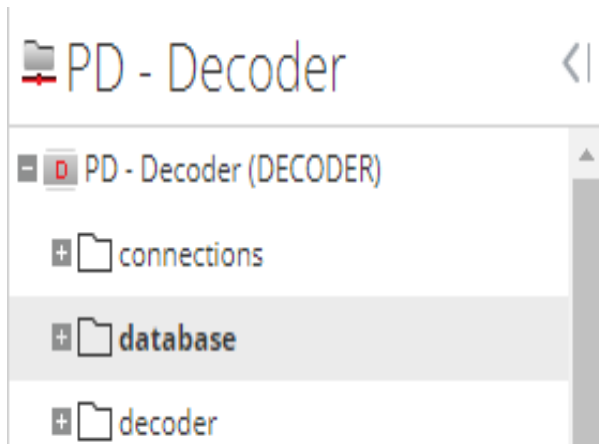 PD - Decoder
D PD - Decoder (DECODER)
connections
database
decoder